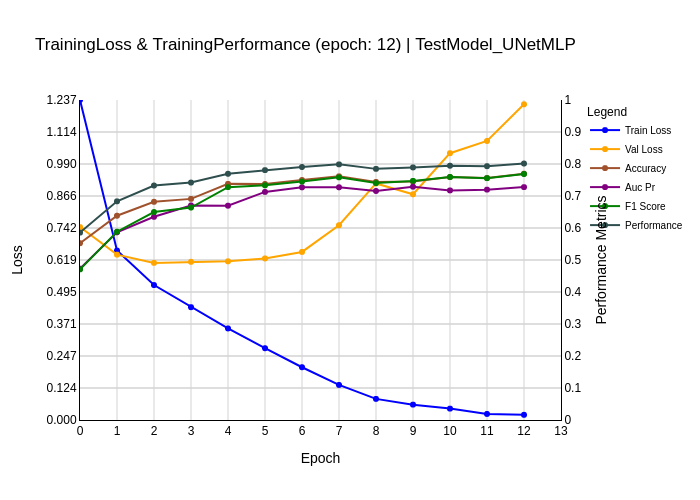 TrainingLoss & TrainingPerformance (epoch: 12) | TestModel_UNetMLP
1.237
1.114
0.990
0.866
0.742
0.619
0.495
0.371
0.247
0.124
0.000
Loss
0 1 2 3 4 5 6 7 8 9 10 11 12 13
Epoch
1
0.9
0.8
0.7
0.6
0.5
0.4
0.3
0.2
0.1
0
Performance Metrics
Legend
Train Loss
Val Loss
Accuracy
Auc Pr
F1 Score
Performance